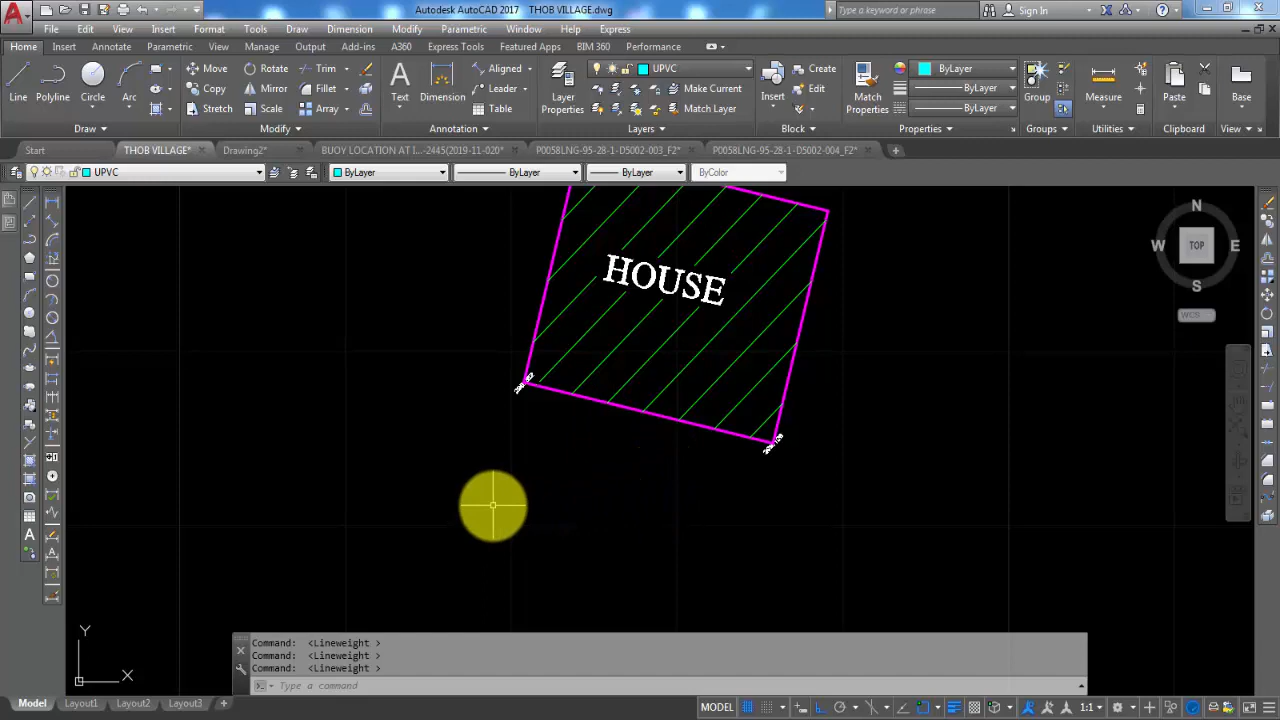 Autodesk AutoCAD 2017 THOB VILLAGE.dwg
Type a keyword or phrase
Sign In
File Edit View Insert Format Tools Draw Dimension Modify Parametric Window Help Express
Home Insert Annotate Parametric View Manage Output Add-ins A360 Express Tools Featured Apps BIM 360 Performance
Move Rotate Trim Aligned UPVC Create ByLayer
Copy Mirror Fillet Leader Make Current Edit ByLayer
Line Polyline Circle Arc Stretch Scale Array Text Dimension Table Layer Properties Match Layer Insert Match Properties ByLayer Group Measure Paste Base
Draw Modify Annotation Layers Block Properties Groups Utilities Clipboard View
Start THOB VILLAGE* Drawing2* BUOY LOCATION AT I...-2445(2019-11-020* P0058LNG-95-28-1-D5002-003_F2* P0058LNG-95-28-1-D5002-004_F2*
UPVC ByLayer ByLayer ByLayer ByColor
N
W TOP E
S
WCS
HOUSE
Y
X
Command: <Lineweight >
Command: <Lineweight >
Command: <Lineweight >
Type a command
Model Layout1 Layout2 Layout3 MODEL 1:1